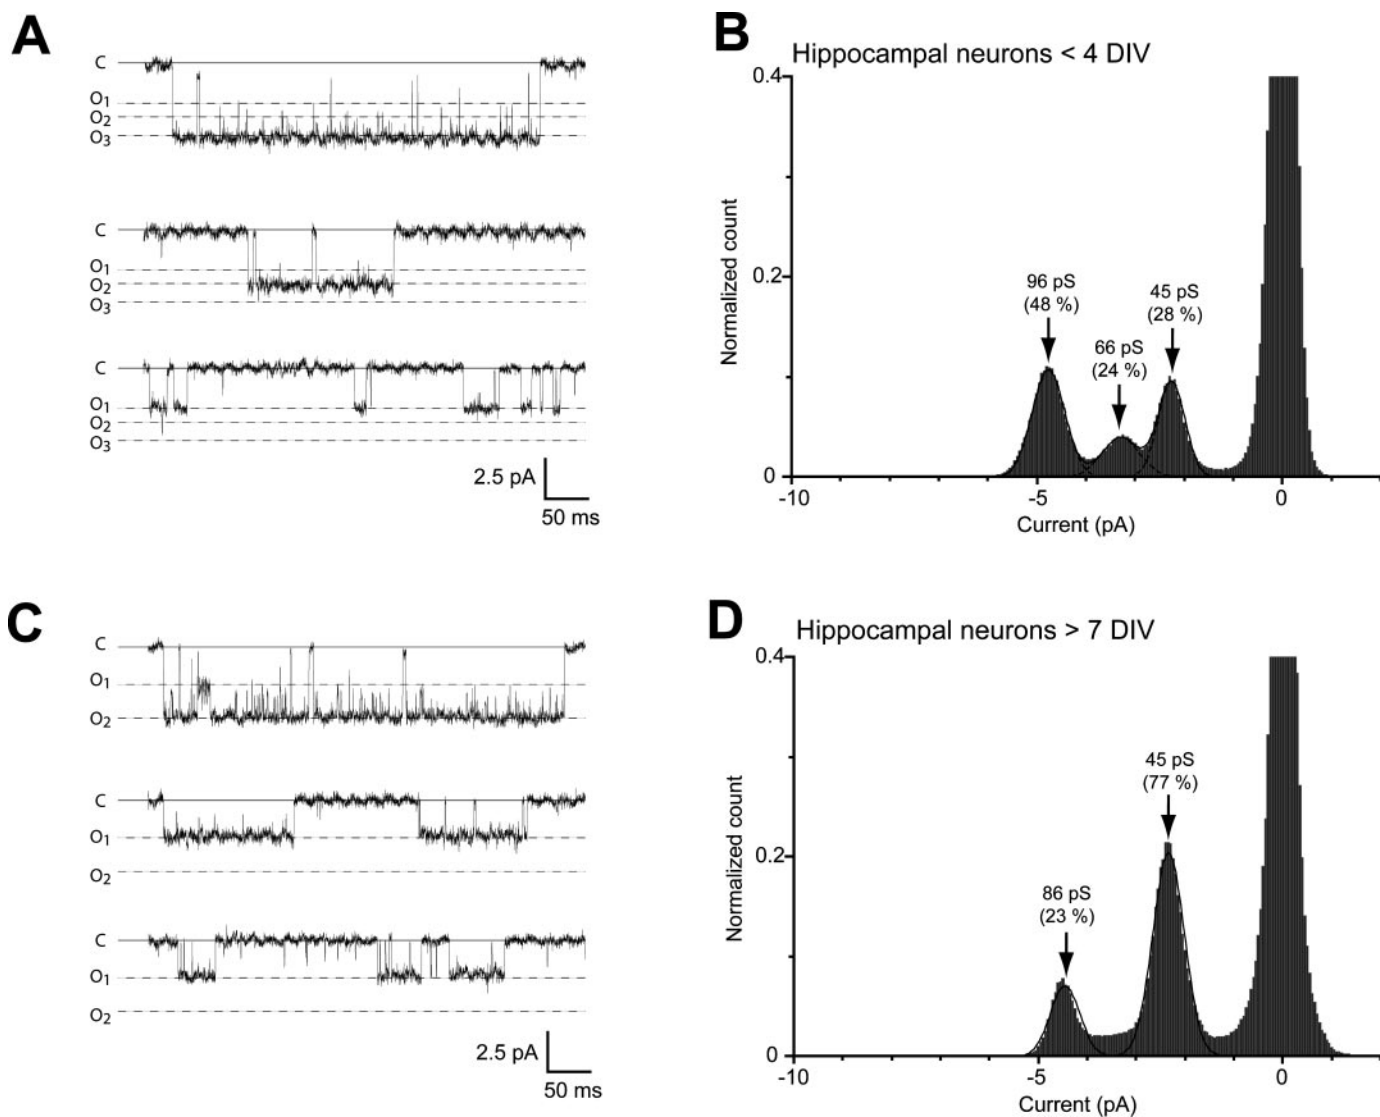 A
C
O1
O2
O3
C
O1
O2
O3
C
O1
O2
O3
2.5 pA
50 ms
B
Hippocampal neurons < 4 DIV
0.4
Normalized count
0.2
0
96 pS
(48 %)
66 pS
(24 %)
45 pS
(28 %)
-10
-5
0
Current (pA)
C
C
O1
O2
C
O1
O2
C
O1
O2
2.5 pA
50 ms
D
Hippocampal neurons > 7 DIV
0.4
Normalized count
0.2
0
86 pS
(23 %)
45 pS
(77 %)
-10
-5
0
Current (pA)